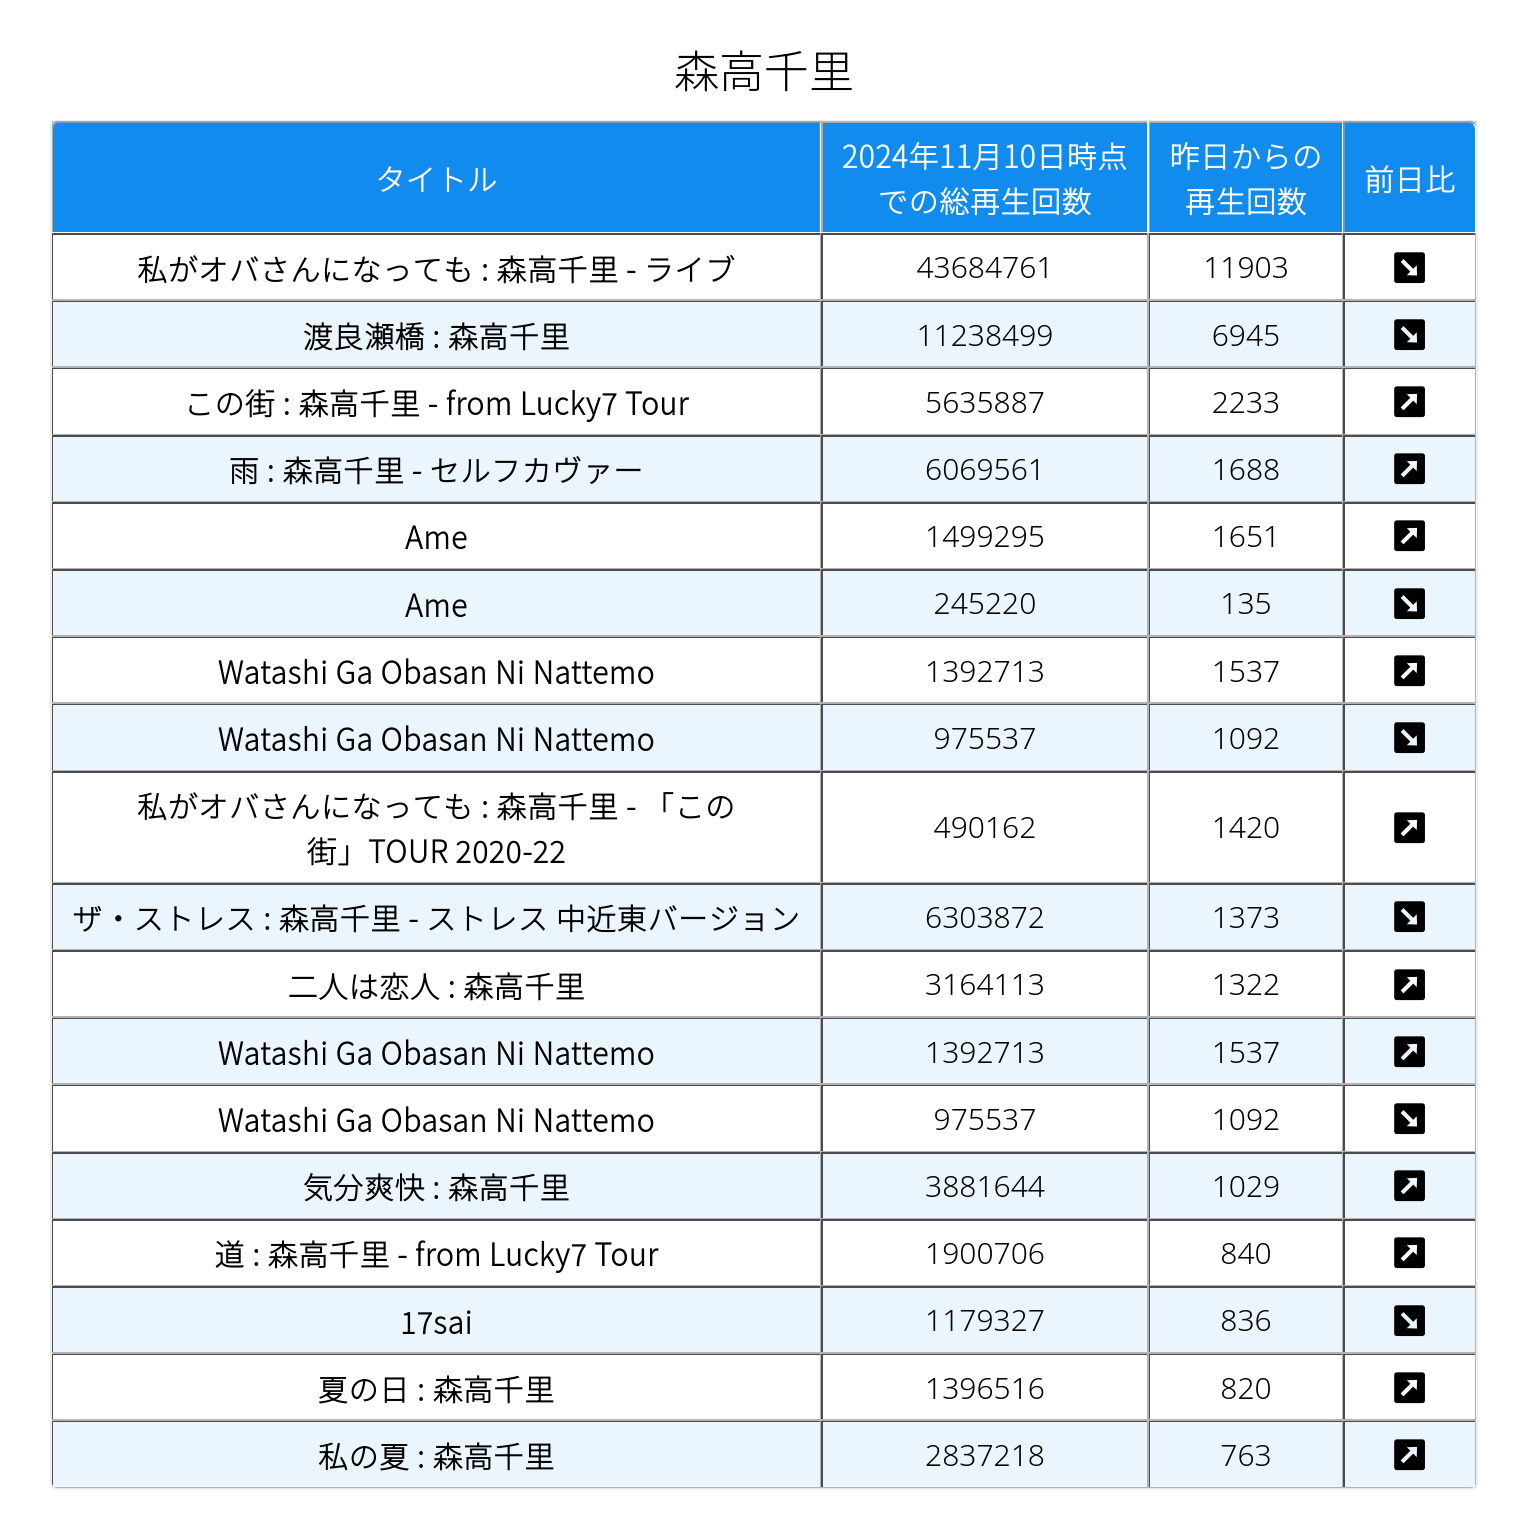 森高千里
タイトル
2024年11月10日時点
での総再生回数
昨日からの
再生回数
前日比
私がオバさんになっても : 森高千里 - ライブ 43684761 11903
渡良瀬橋 : 森高千里 11238499 6945
この街 : 森高千里 - from Lucky7 Tour 5635887 2233
雨 : 森高千里 - セルフカヴァー 6069561 1688
Ame 1499295 1651
Ame 245220 135
Watashi Ga Obasan Ni Nattemo 1392713 1537
Watashi Ga Obasan Ni Nattemo 975537 1092
私がオバさんになっても : 森高千里 - 「この
街」TOUR 2020-22 490162 1420
ザ・ストレス : 森高千里 - ストレス 中近東バージョン 6303872 1373
二人は恋人 : 森高千里 3164113 1322
Watashi Ga Obasan Ni Nattemo 1392713 1537
Watashi Ga Obasan Ni Nattemo 975537 1092
気分爽快 : 森高千里 3881644 1029
道 : 森高千里 - from Lucky7 Tour 1900706 840
17sai 1179327 836
夏の日 : 森高千里 1396516 820
私の夏 : 森高千里 2837218 763